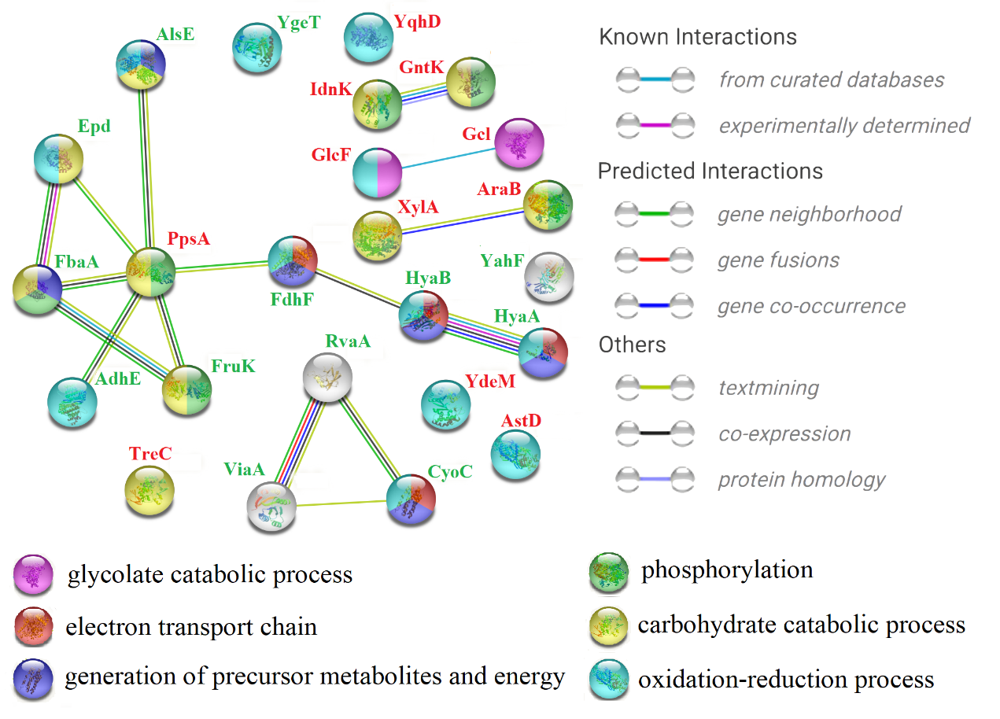 AlsE
YgeT
YqhD
GntK
IdnK
Epd
Gcl
GlcF
AraB
XylA
PpsA
FbaA
YahF
HyaB
FdhF
HyaA
RvaA
FruK
AdhE
YdeM
AstD
TreC
ViaA
CyoC
Known Interactions
from curated databases
experimentally determined
Predicted Interactions
gene neighborhood
gene fusions
gene co-occurrence
Others
textmining
co-expression
protein homology
glycolate catabolic process
electron transport chain
generation of precursor metabolites and energy
phosphorylation
carbohydrate catabolic process
oxidation-reduction process